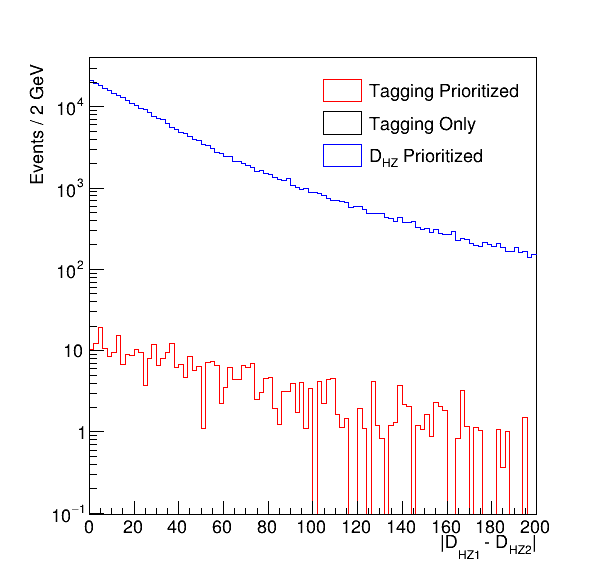 Events / 2 GeV
Tagging Prioritized
Tagging Only
D_HZ Prioritized
10^4
10^3
10^2
10
1
10^−1
0 20 40 60 80 100 120 140 160 180 200
|D_HZ1 - D_HZ2|